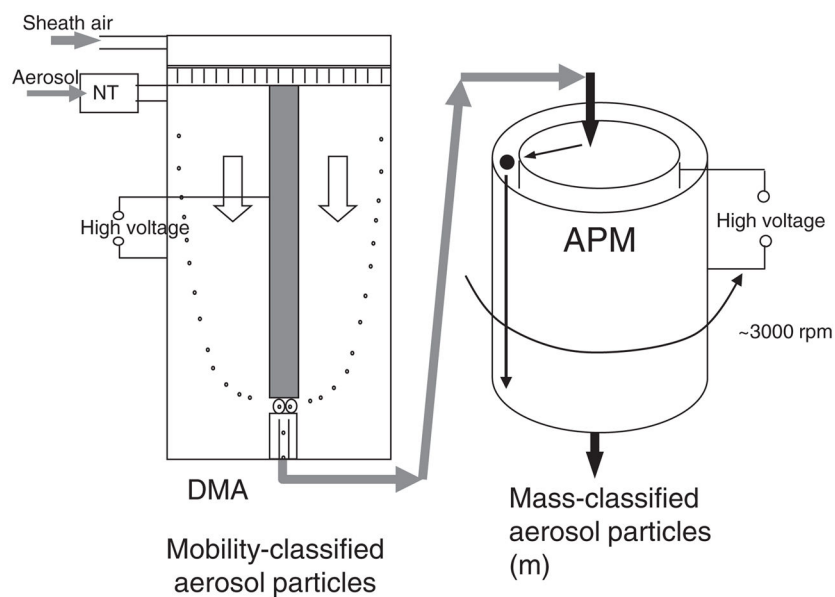 Sheath air
Aerosol
NT
High voltage
DMA
Mobility-classified
aerosol particles
APM
High voltage
~3000 rpm
Mass-classified
aerosol particles
(m)